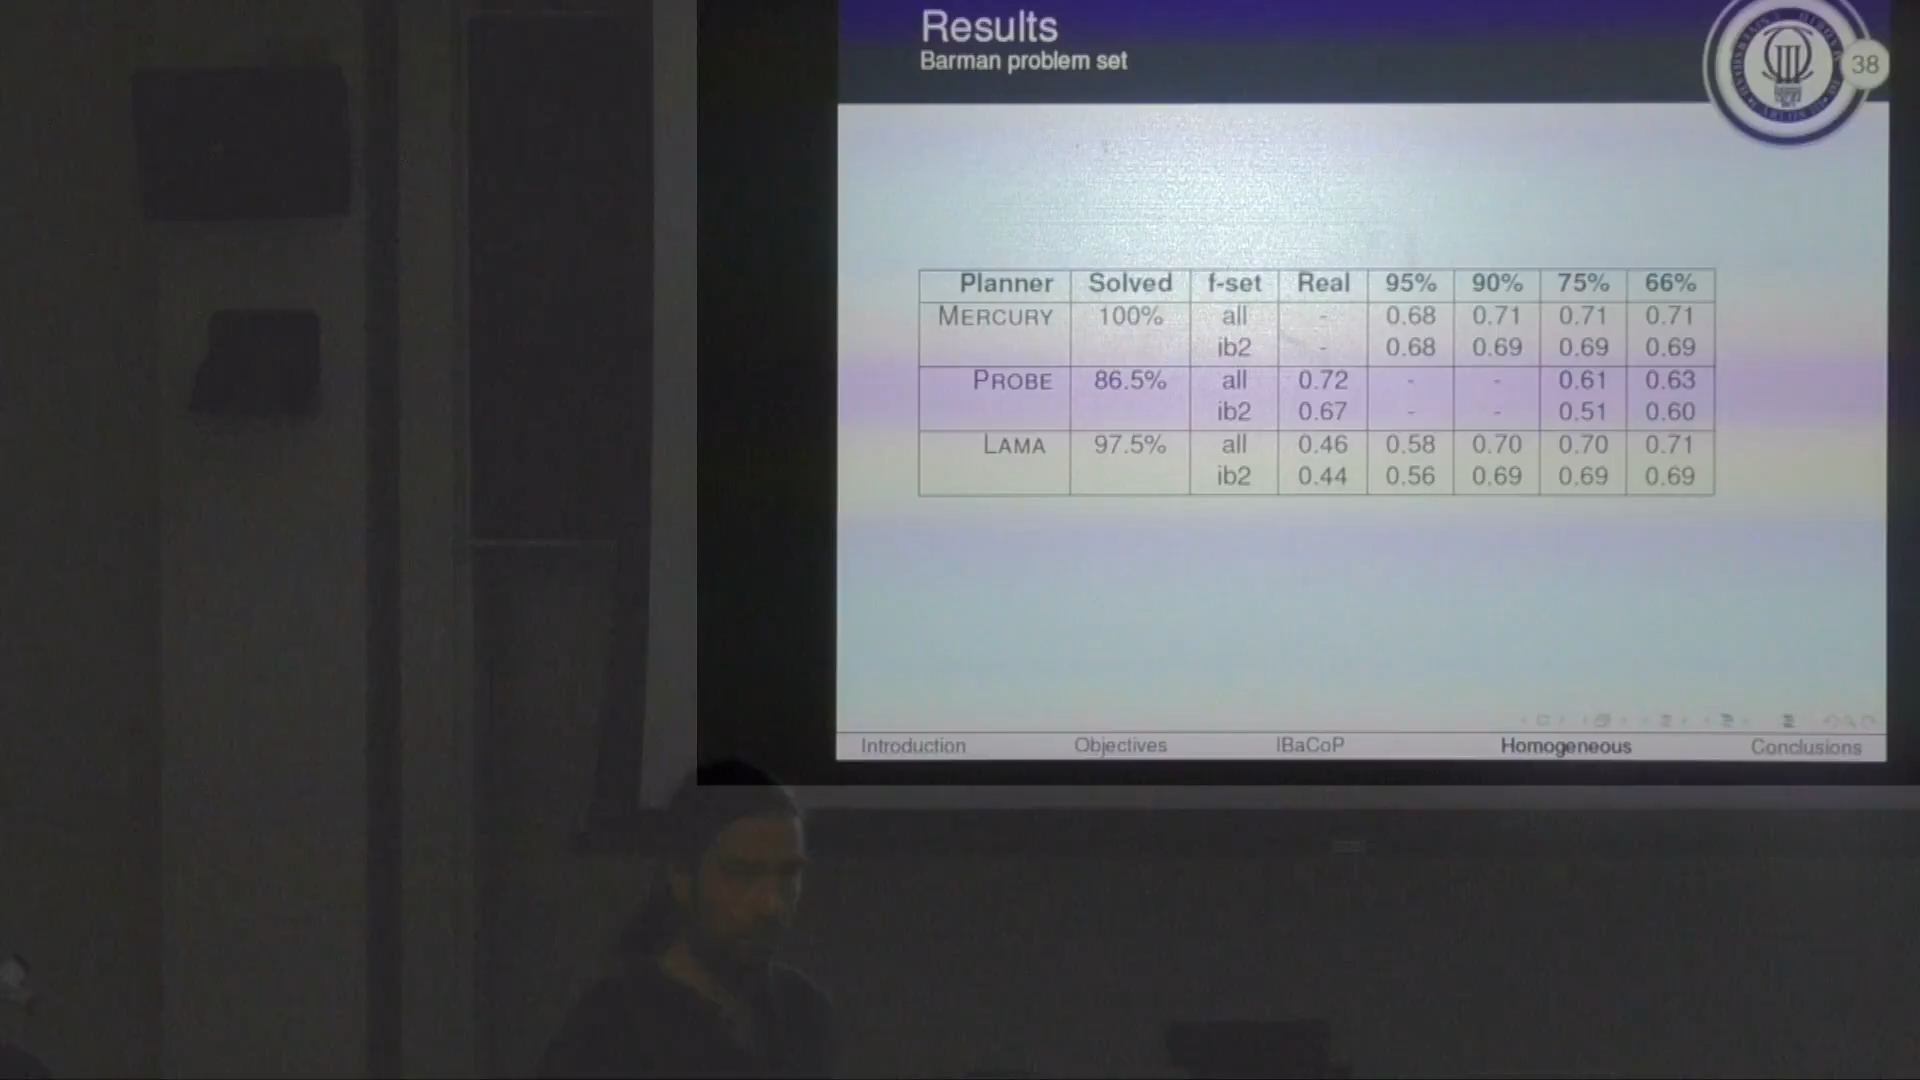 Results
Barman problem set
38
Planner Solved f-set Real 95% 90% 75% 66%
MERCURY 100% all - 0.68 0.71 0.71 0.71
ib2 - 0.68 0.69 0.69 0.69
PROBE 86.5% all 0.72 - - 0.61 0.63
ib2 0.67 - - 0.51 0.60
LAMA 97.5% all 0.46 0.58 0.70 0.70 0.71
ib2 0.44 0.56 0.69 0.69 0.69
Introduction Objectives IBaCoP Homogeneous Conclusions